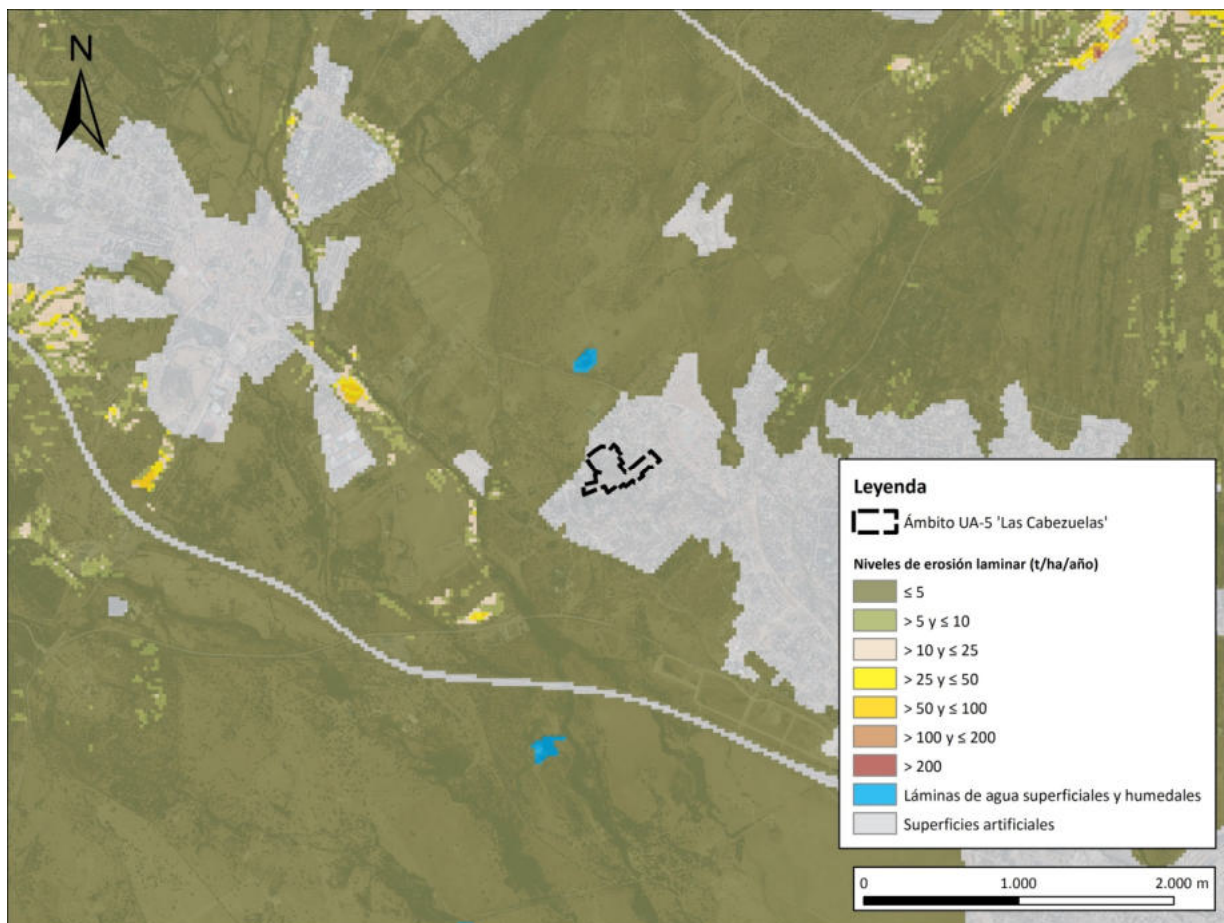 N
Leyenda
Ámbito UA-5 'Las Cabezuelas'
Niveles de erosión laminar (t/ha/año)
≤ 5
> 5 y ≤ 10
> 10 y ≤ 25
> 25 y ≤ 50
> 50 y ≤ 100
> 100 y ≤ 200
> 200
Láminas de agua superficiales y humedales
Superficies artificiales
0 1.000 2.000 m